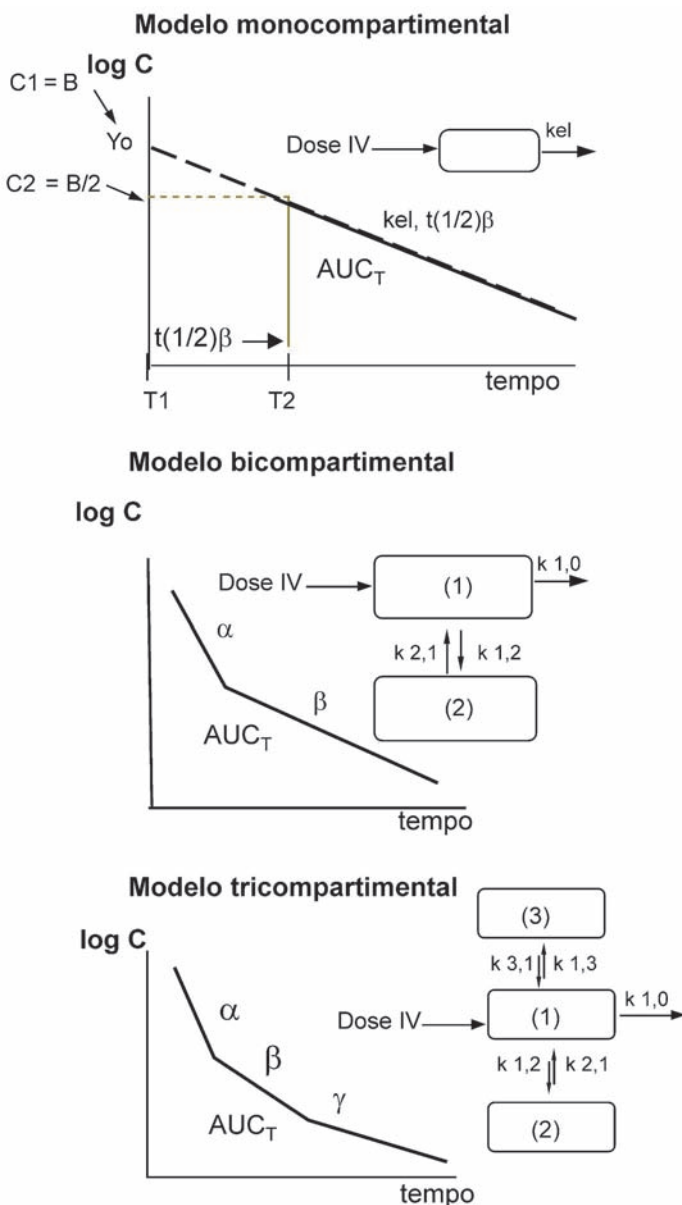 Modelo monocompartimental
log C
C1 = B
Yo
Dose IV
kel
C2 = B/2
kel, t(1/2)β
AUCT
t(1/2)β
tempo
T1
T2
Modelo bicompartimental
log C
Dose IV
(1)
k 1,0
α
k 2,1
k 1,2
β
(2)
AUCT
tempo
Modelo tricompartimental
log C
(3)
k 3,1
k 1,3
α
Dose IV
(1)
k 1,0
β
k 1,2
k 2,1
γ
AUCT
(2)
tempo